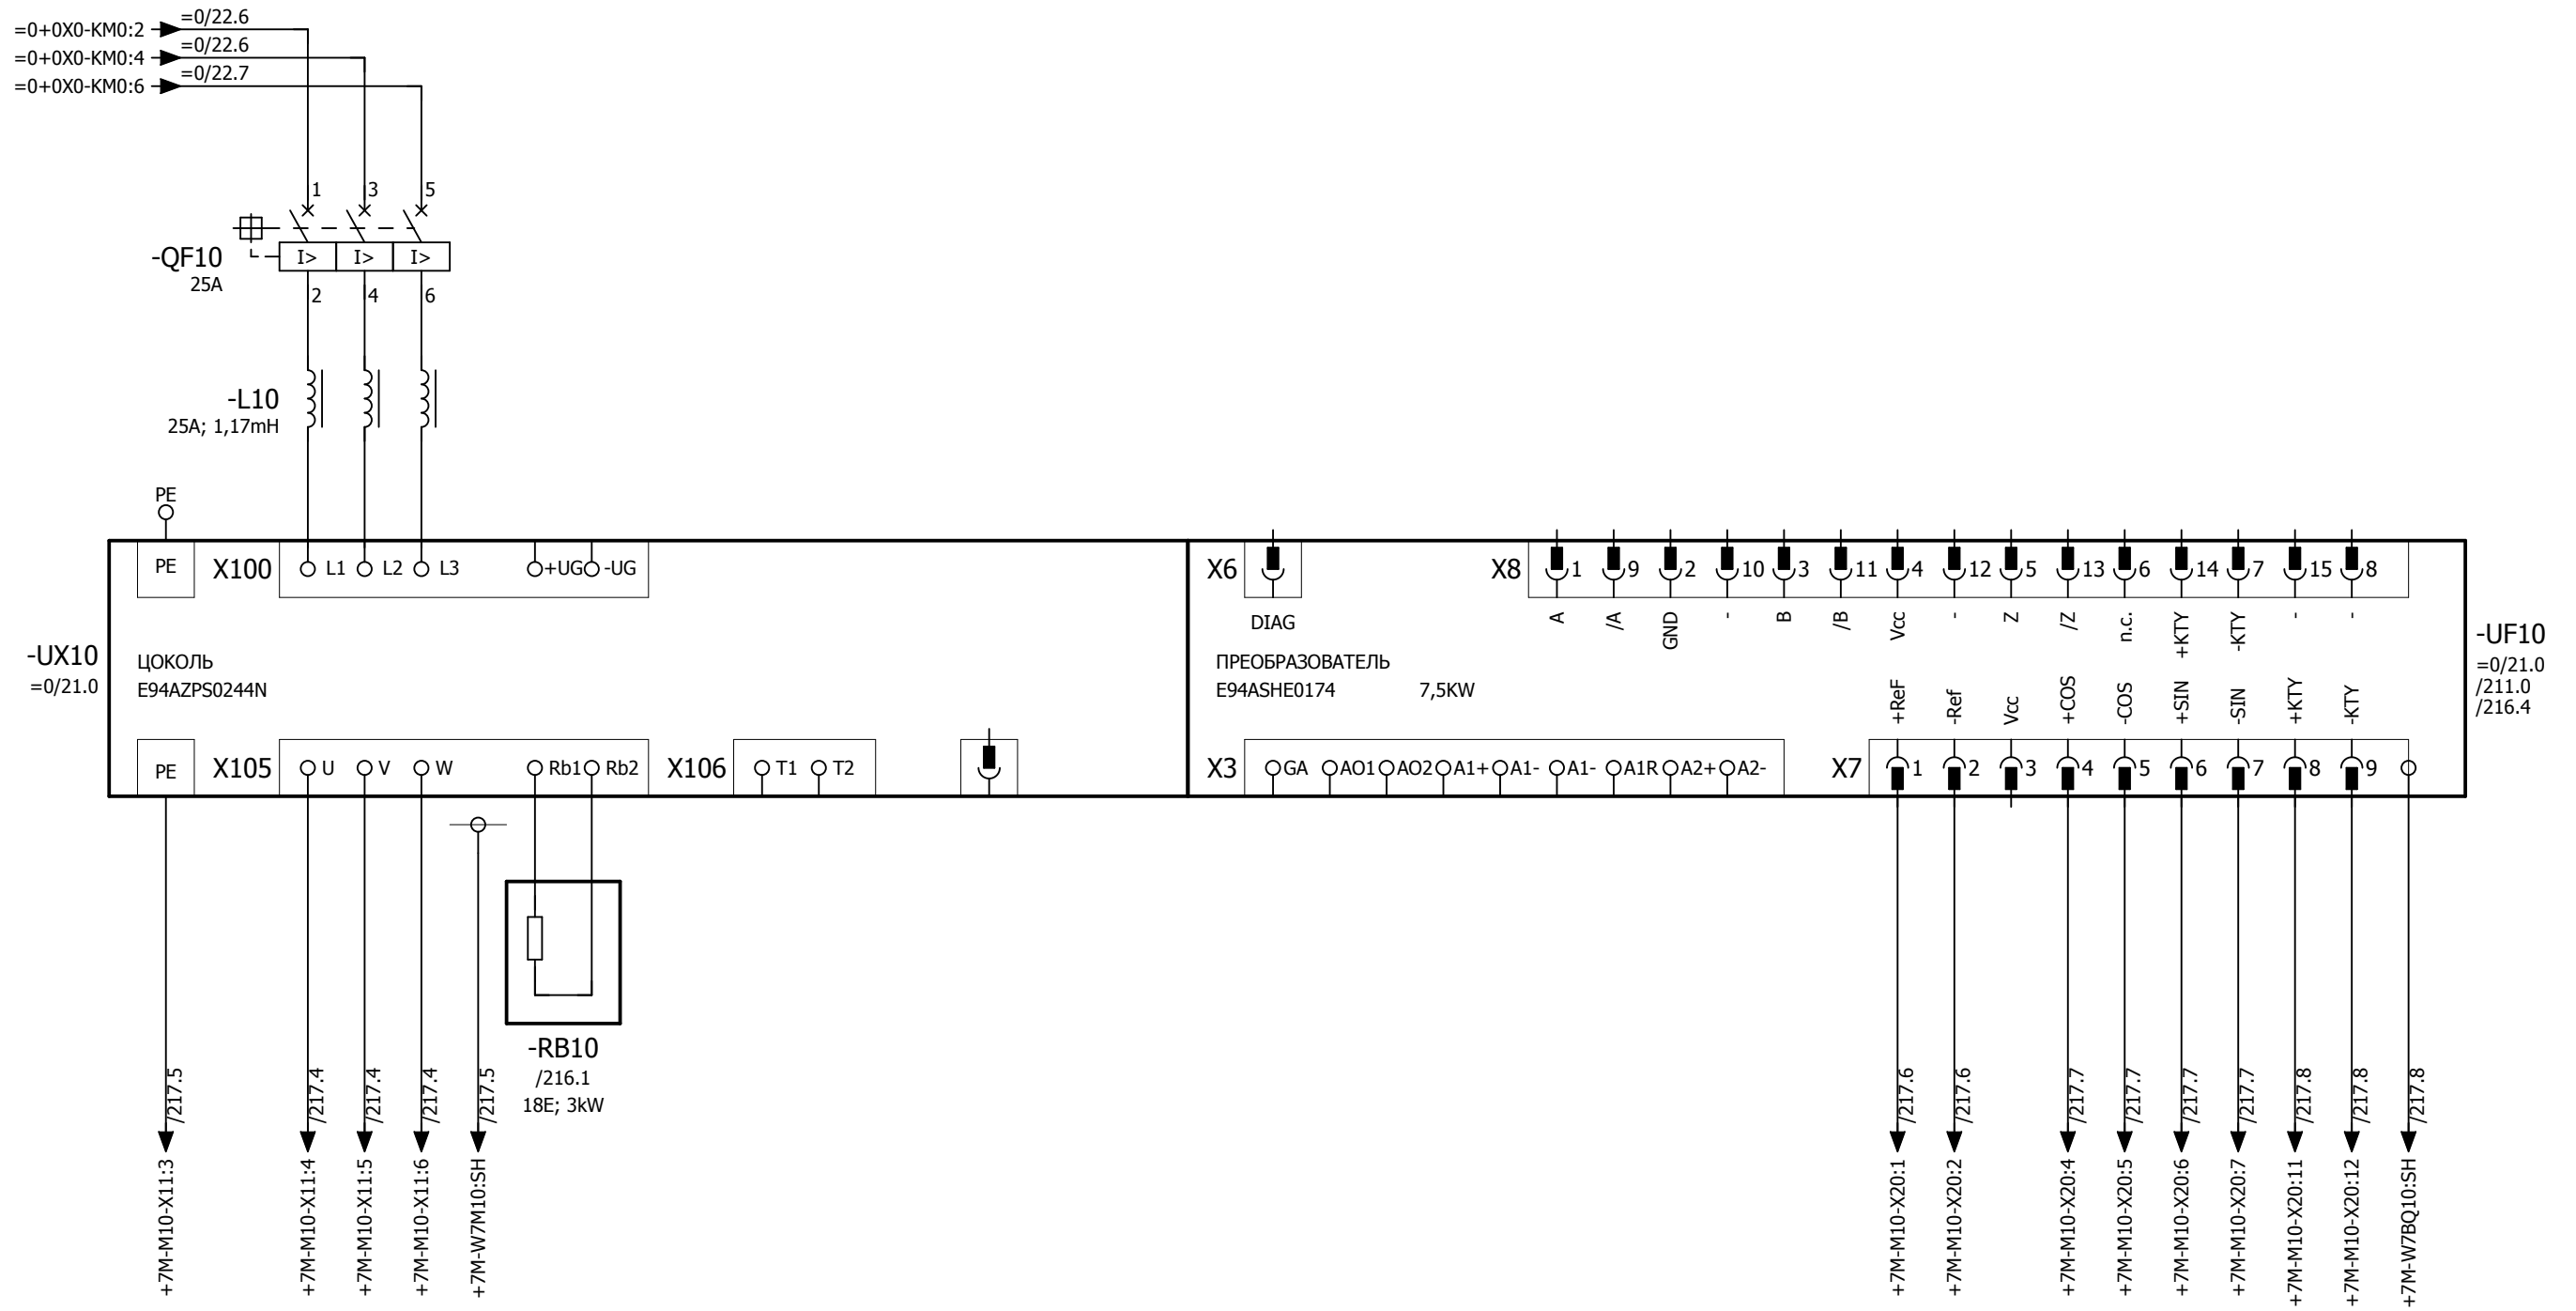 =0+0X0-KM0:2
=0/22.6
=0+0X0-KM0:4
=0/22.6
=0+0X0-KM0:6
=0/22.7
1
3
5
-QF10
25A
I>
I>
I>
2
4
6
-L10
25A; 1,17mH
PE
PE
X100
L1
L2
L3
+UG
-UG
X6
DIAG
X8
1
9
2
10
3
11
4
12
5
13
6
14
7
15
8
A
/A
GND
-
B
/B
Vcc
-
Z
/Z
n.c.
+KTY
-KTY
-
-
-UX10
=0/21.0
ЦОКОЛЬ
E94AZPS0244N
ПРЕОБРАЗОВАТЕЛЬ
E94ASHE0174 7,5KW
-UF10
=0/21.0
/211.0
/216.4
+ReF
-Ref
Vcc
+COS
-COS
+SIN
-SIN
+KTY
-KTY
PE
X105
U
V
W
Rb1
Rb2
X106
T1
T2
X3
GA
AO1
AO2
A1+
A1-
A1-
A1R
A2+
A2-
X7
1
2
3
4
5
6
7
8
9
-RB10
/216.1
18E; 3kW
/217.5
/217.4
/217.4
/217.4
/217.5
/217.6
/217.6
/217.7
/217.7
/217.7
/217.7
/217.8
/217.8
/217.8
+7M-M10-X11:3
+7M-M10-X11:4
+7M-M10-X11:5
+7M-M10-X11:6
+7M-W7M10:SH
+7M-M10-X20:1
+7M-M10-X20:2
+7M-M10-X20:4
+7M-M10-X20:5
+7M-M10-X20:6
+7M-M10-X20:7
+7M-M10-X20:11
+7M-M10-X20:12
+7M-W7BQ10:SH